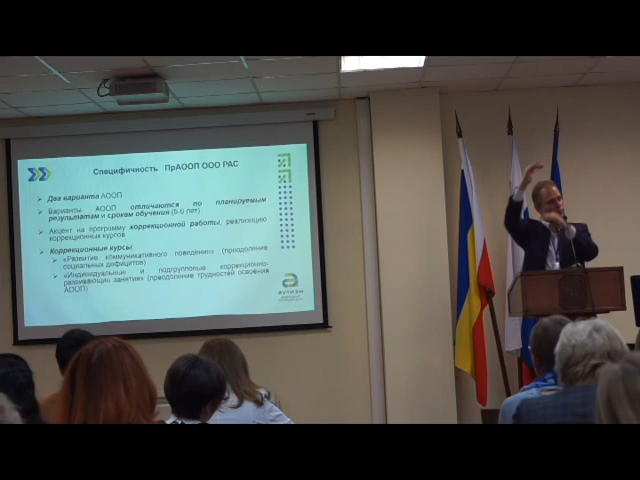 Специфичность ПрАООП ООО РАС
Два варианта АООП
Варианты АООП отличаются по планируемым
результатам и срокам обучения (5-6 лет)
Акцент на программу коррекционной работы, реализацию
коррекционных курсов
Коррекционные курсы:
«Развитие коммуникативного поведения» (преодоление
социальных дефицитов)
«Индивидуальные и подгрупповые коррекционно-
развивающие занятия» (преодоление трудностей освоения
АООП)
аутизм